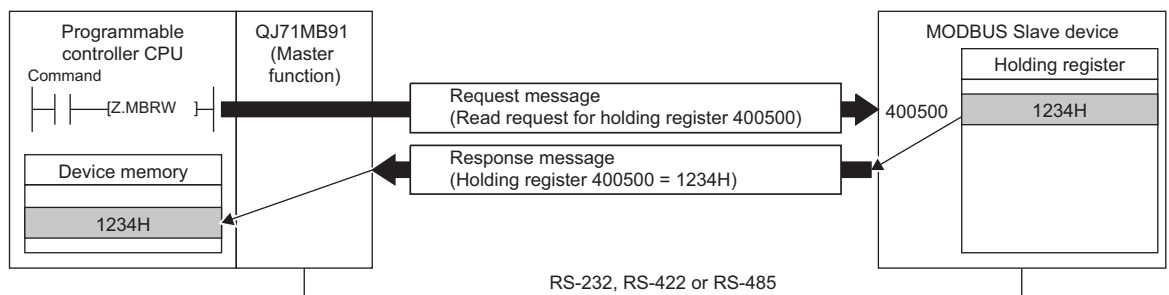 Programmable
controller CPU
Command
[Z.MBRW ]
Device memory
1234H
QJ71MB91
(Master
function)
Request message
(Read request for holding register 400500)
Response message
(Holding register 400500 = 1234H)
MODBUS Slave device
Holding register
400500
1234H
RS-232, RS-422 or RS-485